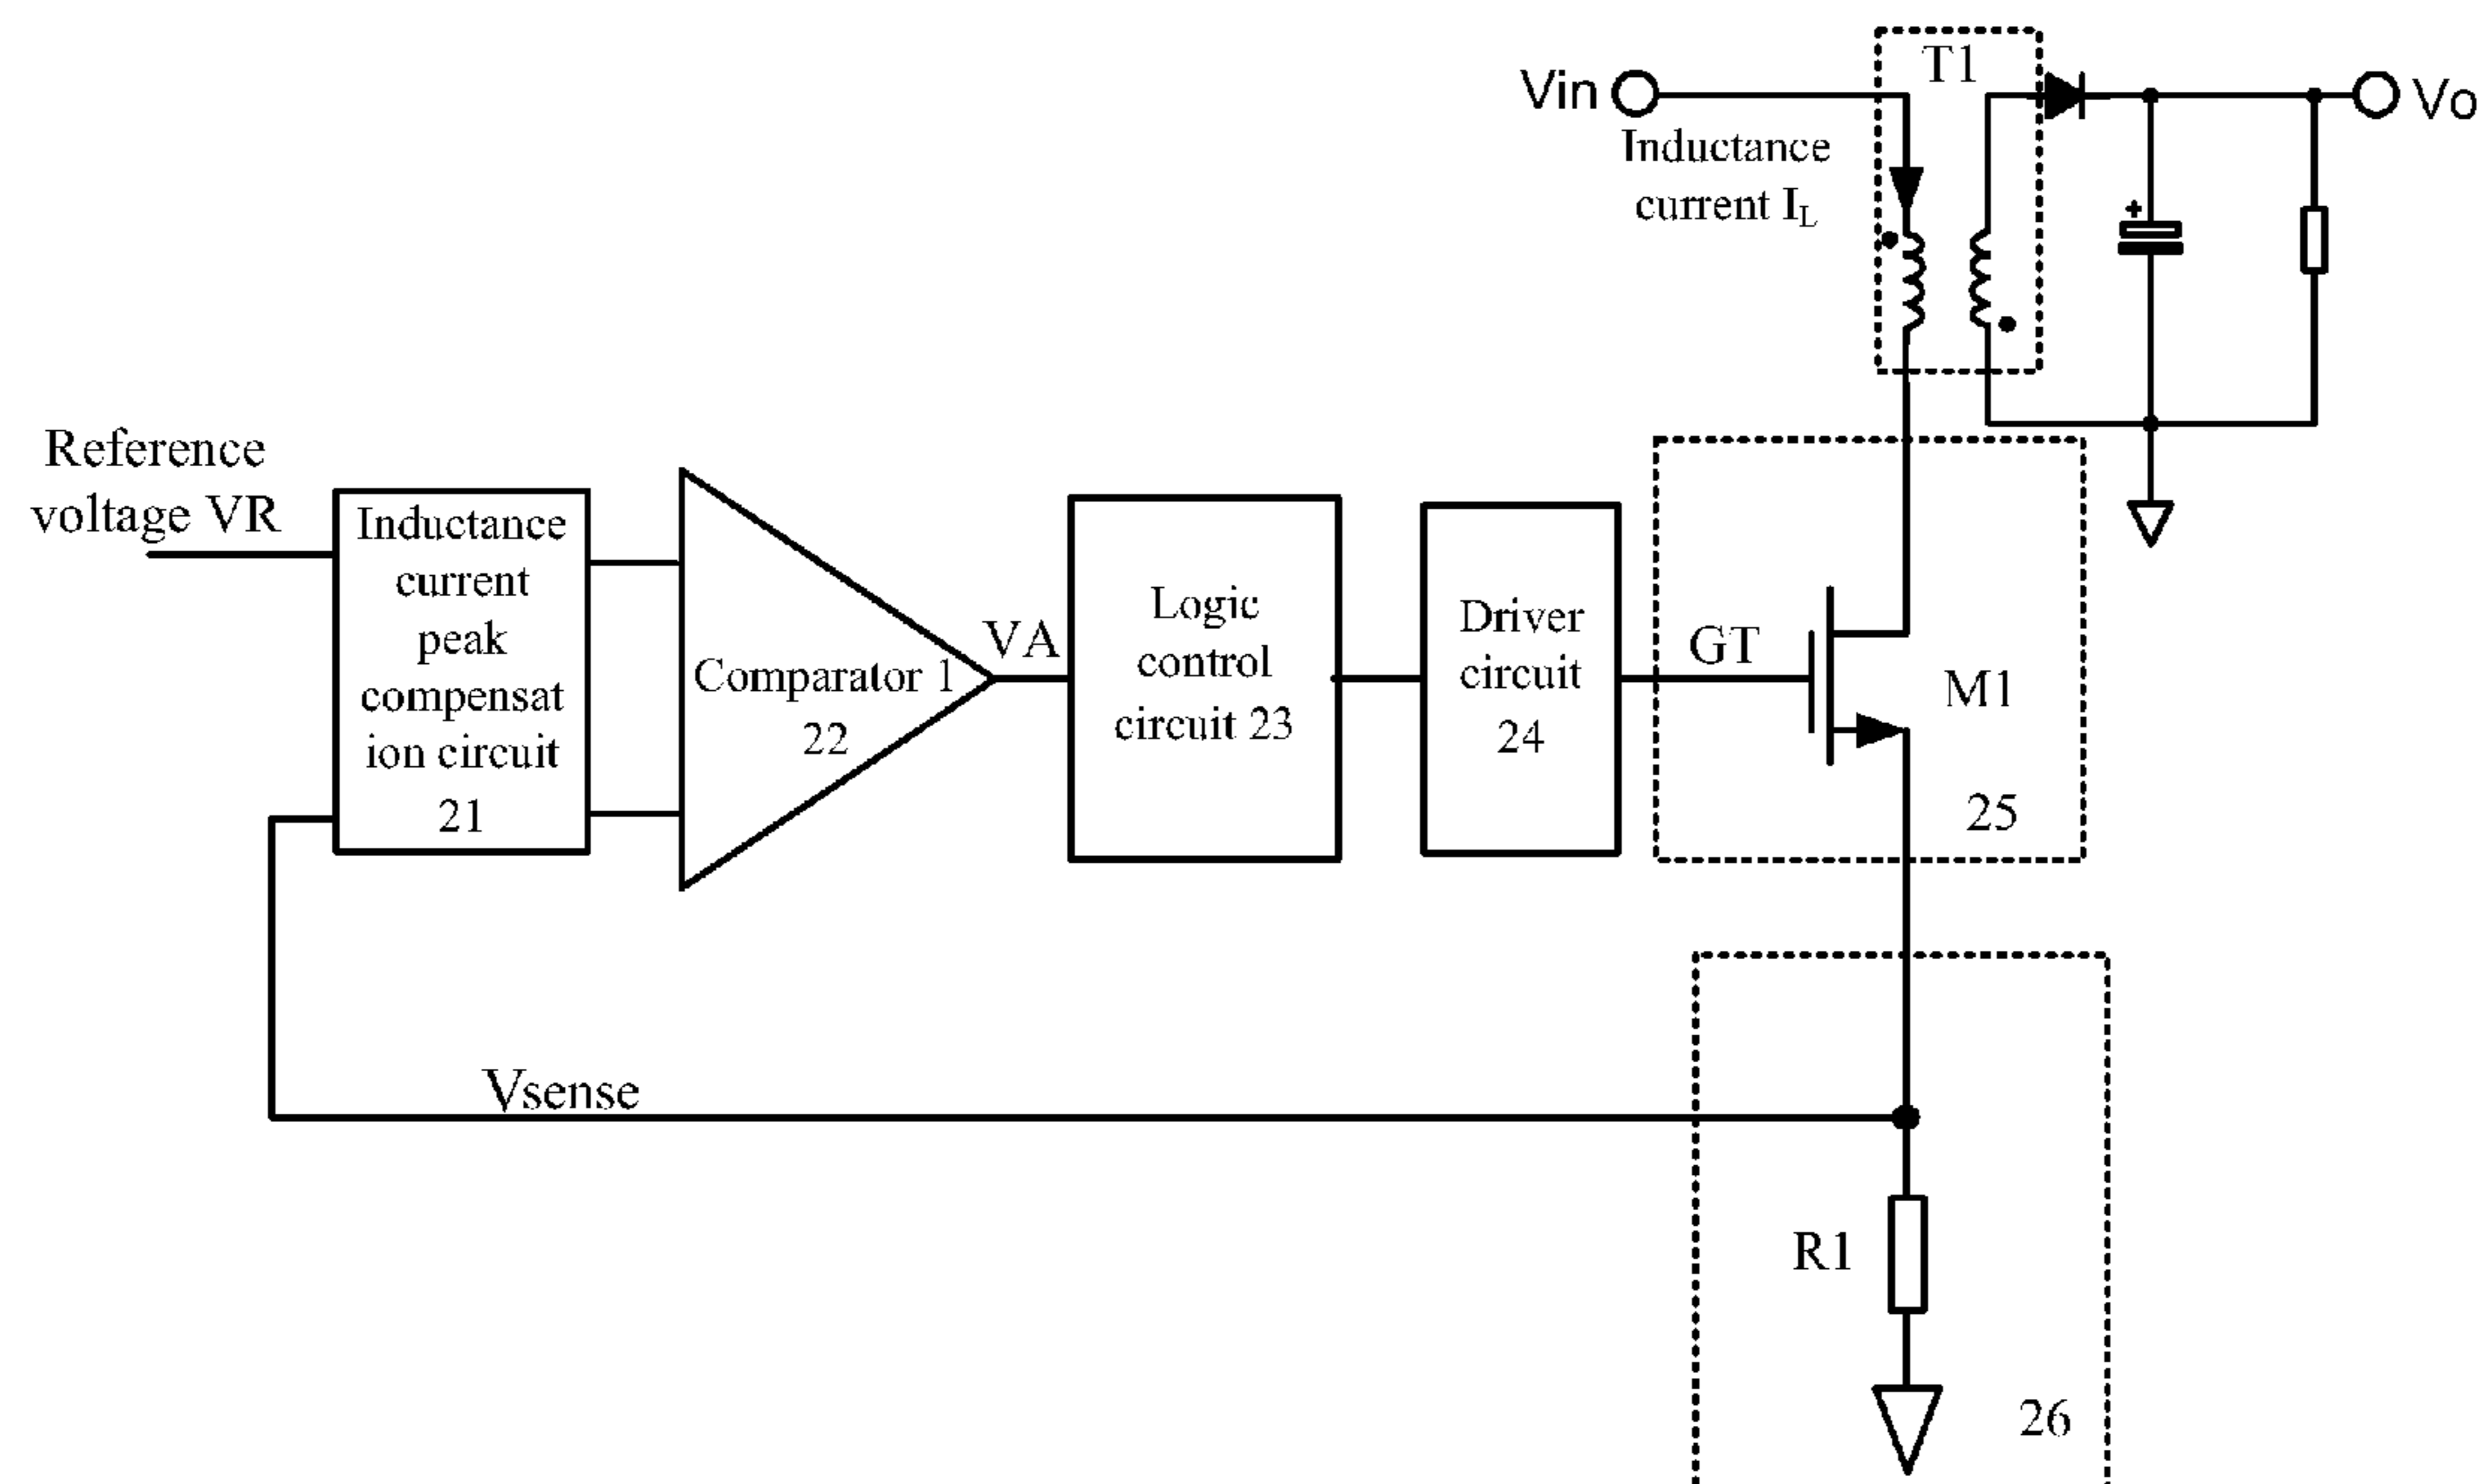 T1
Vin
Vo
Inductance
current IL
Reference
voltage VR
Inductance
current
peak
compensat
ion circuit
21
Comparator 1
22
VA
Logic
control
circuit 23
Driver
circuit
24
GT
M1
25
Vsense
R1
26